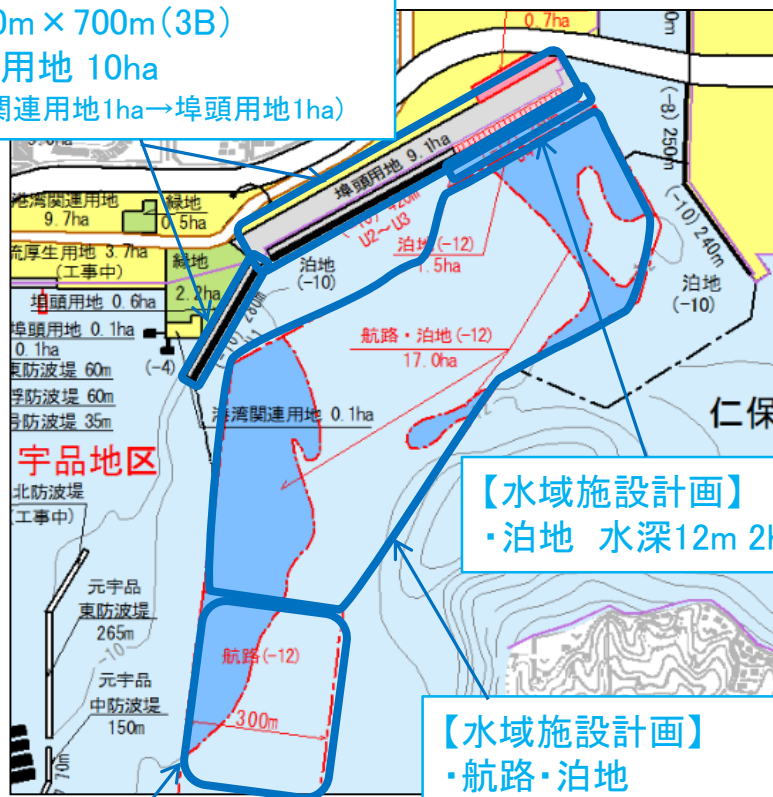 0m×700m(3B)
用地 10ha
関連用地1ha→埠頭用地1ha)
0.7ha
(-8) 250m
埠頭用地 9.1ha
港湾関連用地
9.7ha
緑地
0.5ha
流厚生用地 3.7ha
(工事中)
緑地
2.2ha
U2～U3
泊地(-12)
1.5ha
(-10) 240m
泊地
(-10)
泊地
(-10)
埠頭用地 0.6ha
埠頭用地 0.1ha
0.1ha
(-4)
東防波堤 60m
浮防波堤 60m
号防波堤 35m
航路・泊地(-12)
17.0ha
港湾関連用地 0.1ha
仁保
宇品地区
北防波堤
(工事中)
【水域施設計画】
・泊地 水深12m 2h
元宇品
東防波堤
265m
-10
元宇品
中防波堤
150m
航路(-12)
300m
【水域施設計画】
・航路・泊地